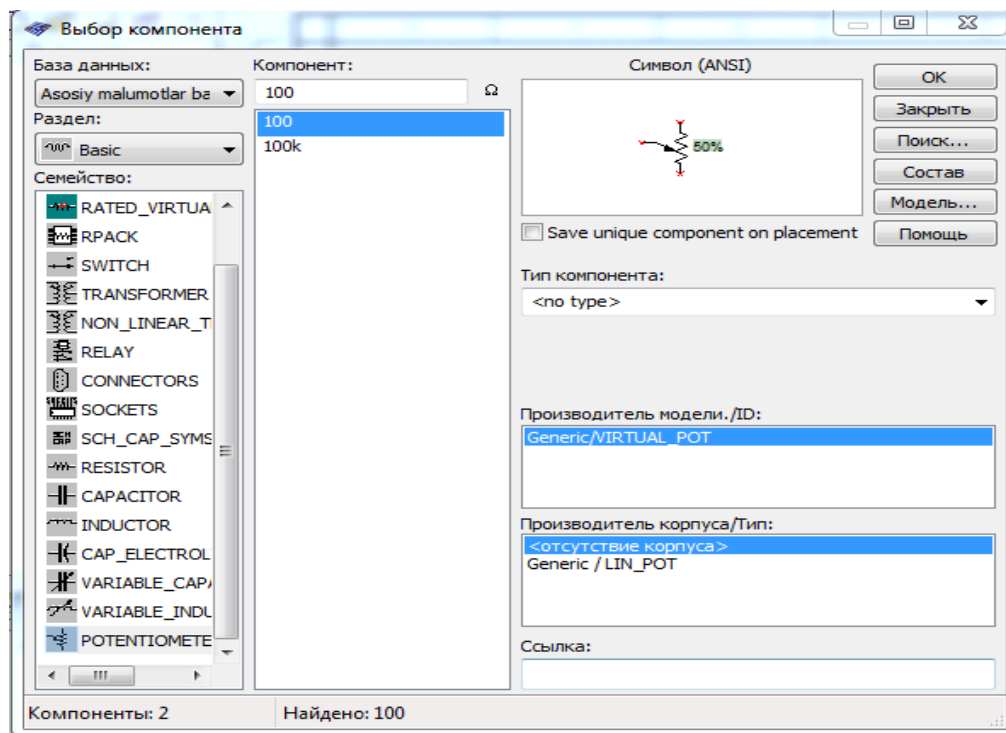 Выбор компонента
База данных:
Asosiy malumotlar ba
Раздел:
Basic
Семейство:
RATED_VIRTUA
RPACK
SWITCH
TRANSFORMER
NON_LINEAR_T
RELAY
CONNECTORS
SOCKETS
SCH_CAP_SYMS
RESISTOR
CAPACITOR
INDUCTOR
CAP_ELECTROL
VARIABLE_CAP
VARIABLE_INDU
POTENTIOMETE
Компонент:
100 Ω
100
100k
Символ (ANSI)
50%
Save unique component on placement
Тип компонента:
<no type>
Производитель модели./ID:
Generic/VIRTUAL_POT
Производитель корпуса/Тип:
<отсутствие корпуса>
Generic / LIN_POT
Ссылка:
OK
Закрыть
Поиск...
Состав
Модель...
Помощь
Компоненты: 2
Найдено: 100